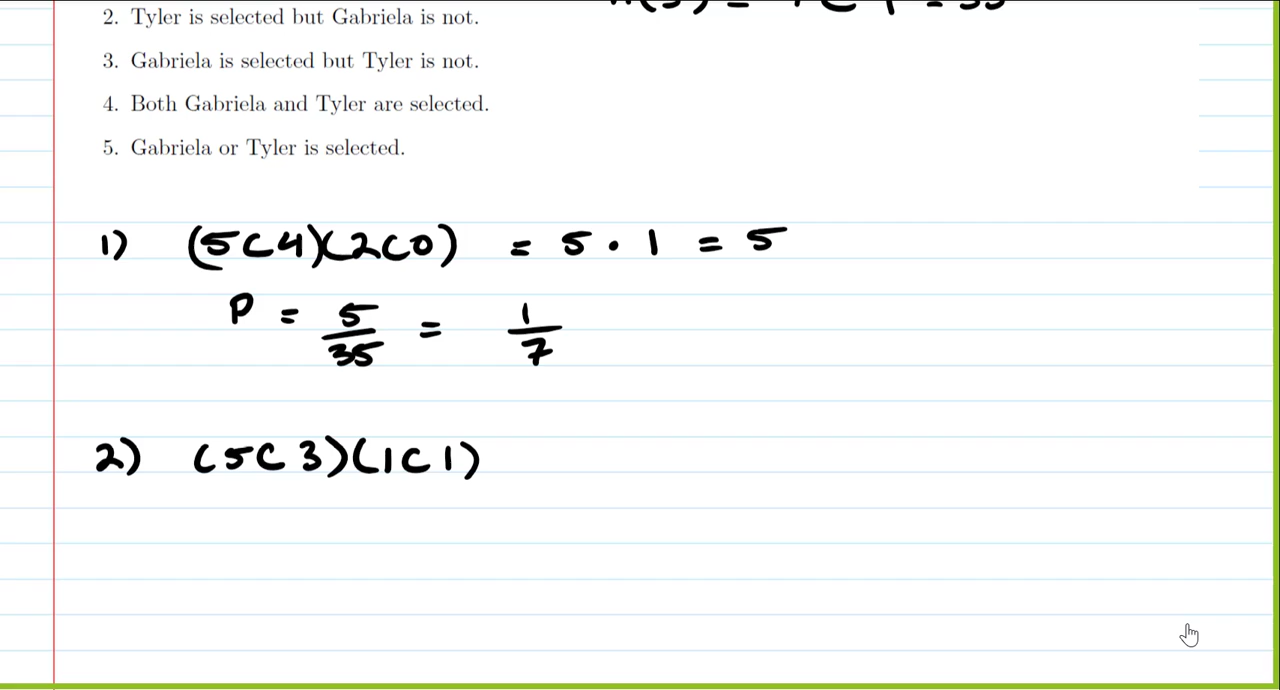 2. Tyler is selected but Gabriela is not.
3. Gabriela is selected but Tyler is not.
4. Both Gabriela and Tyler are selected.
5. Gabriela or Tyler is selected.
1) (5C4)(2C0) = 5 · 1 = 5
P = 5/35 = 1/7
2) (5C3)(1C1)